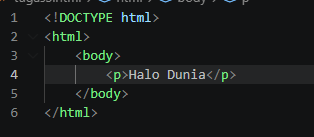 1 <!DOCTYPE html>
2 <html>
3     <body>
4         <p>Halo Dunia</p>
5     </body>
6 </html>